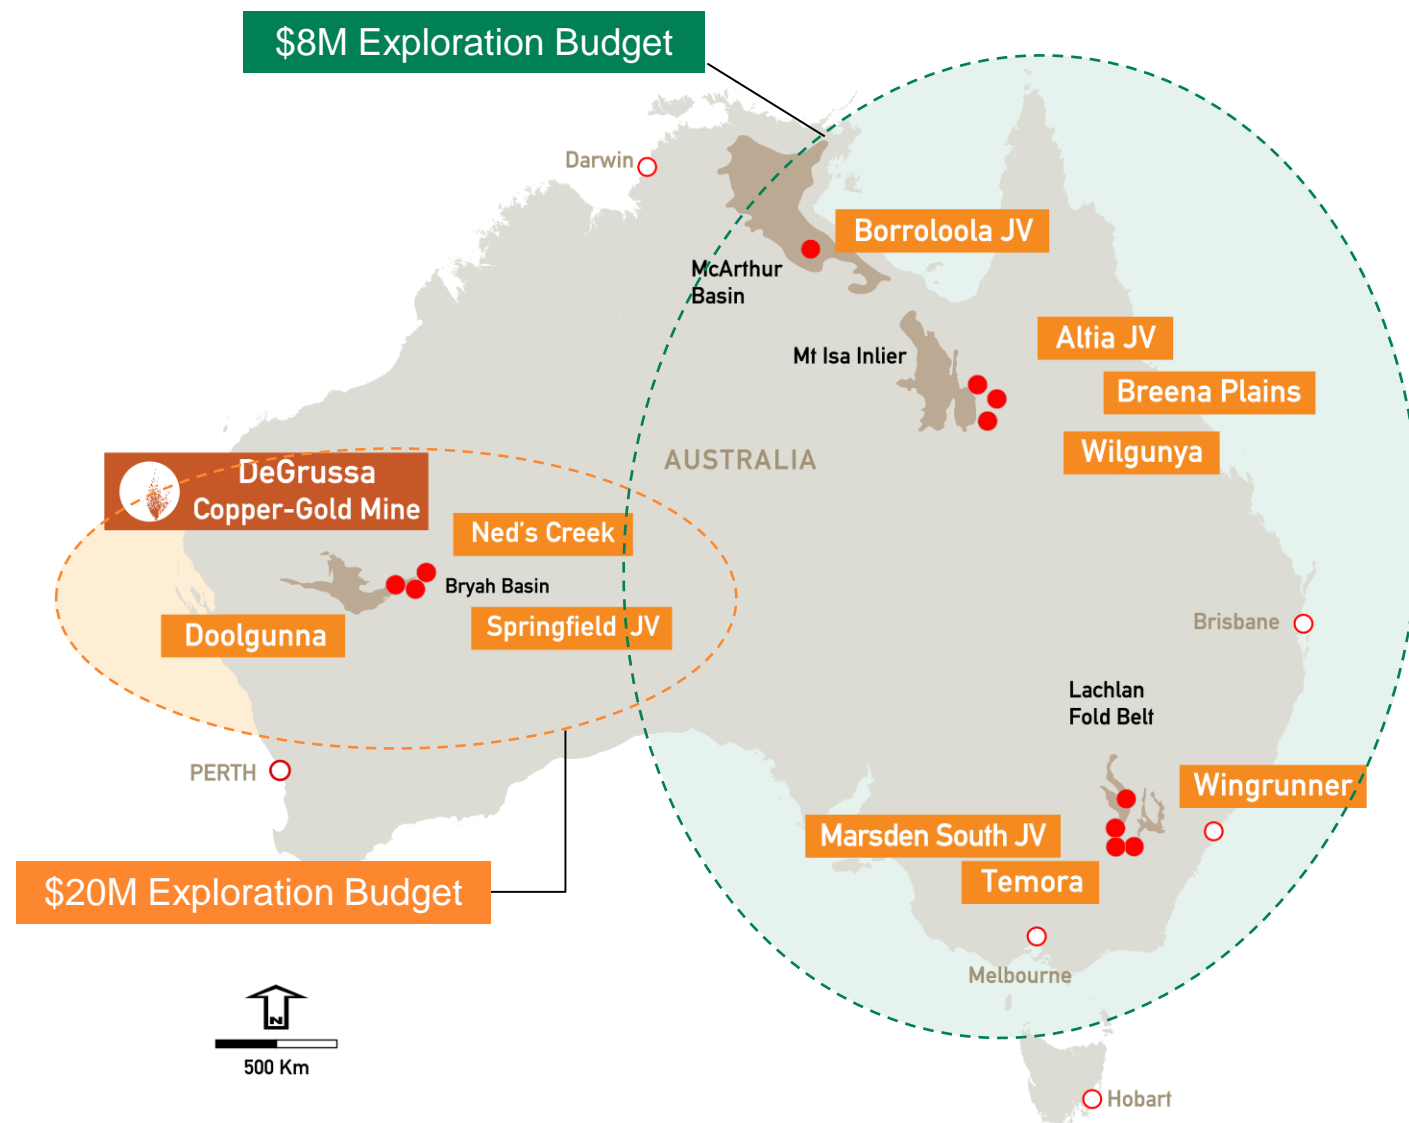 $8M Exploration Budget
Darwin
Borroloola JV
McArthur
Basin
Altia JV
Mt Isa Inlier
Breena Plains
Wilgunya
AUSTRALIA
DeGrussa
Copper-Gold Mine
Ned's Creek
Bryah Basin
Doolgunna
Springfield JV
Brisbane
Lachlan
Fold Belt
PERTH
Wingrunner
Marsden South JV
Temora
$20M Exploration Budget
Melbourne
N
500 Km
Hobart